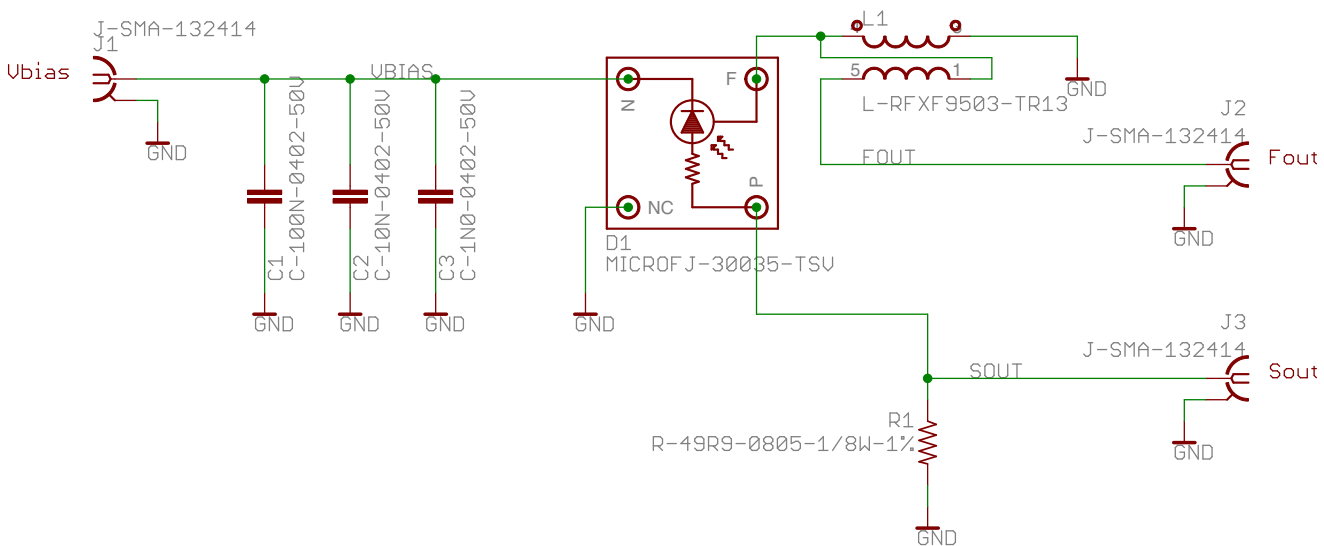 J-SMA-132414
J1
Vbias
GND
VBIAS
C1
C-100N-0402-50V
GND
C2
C-10N-0402-50V
GND
C3
C-1N0-0402-50V
GND
N
F
P
NC
D1
MICROFJ-30035-TSV
GND
L1
5
1
L-RFXF9503-TR13
GND
FOUT
J2
J-SMA-132414
Fout
GND
SOUT
J3
J-SMA-132414
Sout
GND
R1
R-49R9-0805-1/8W-1%
GND